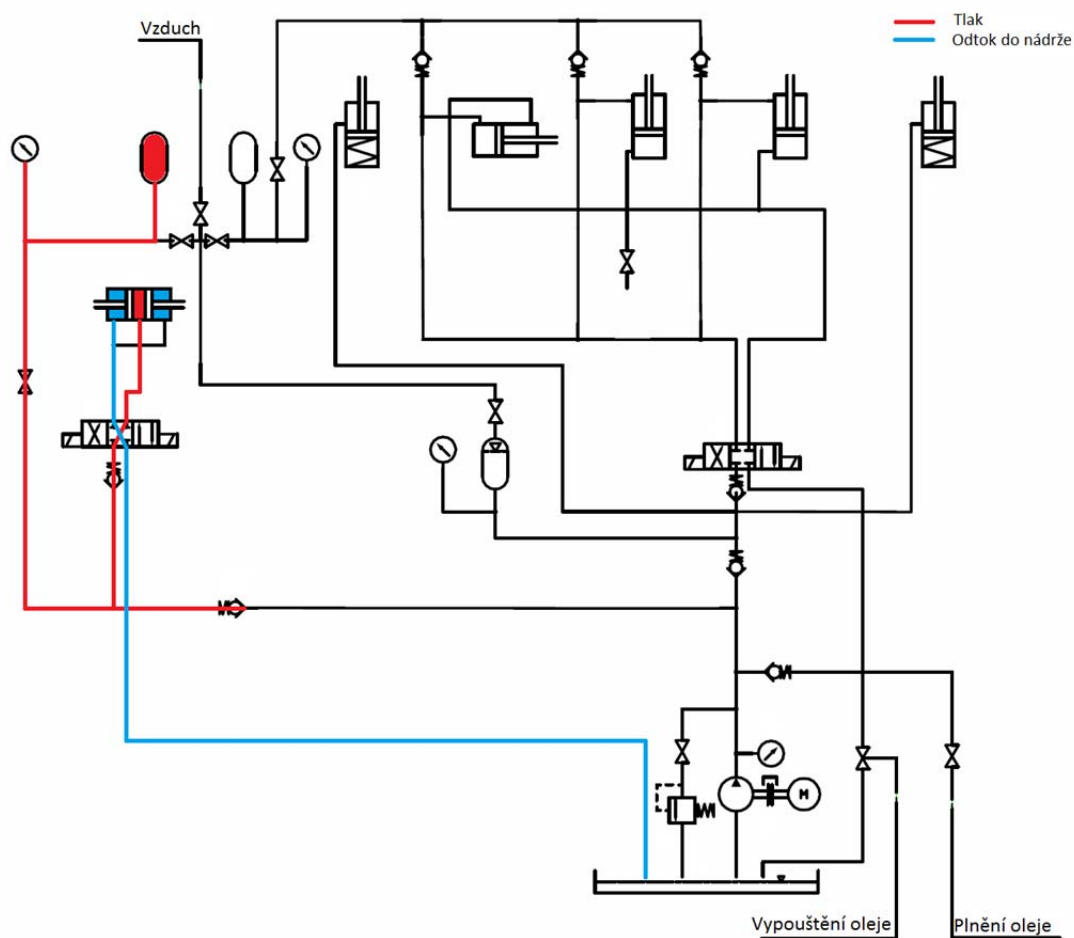 Vzduch
Tlak
Odtok do nádrže
M
Vypouštění oleje
Plnění oleje